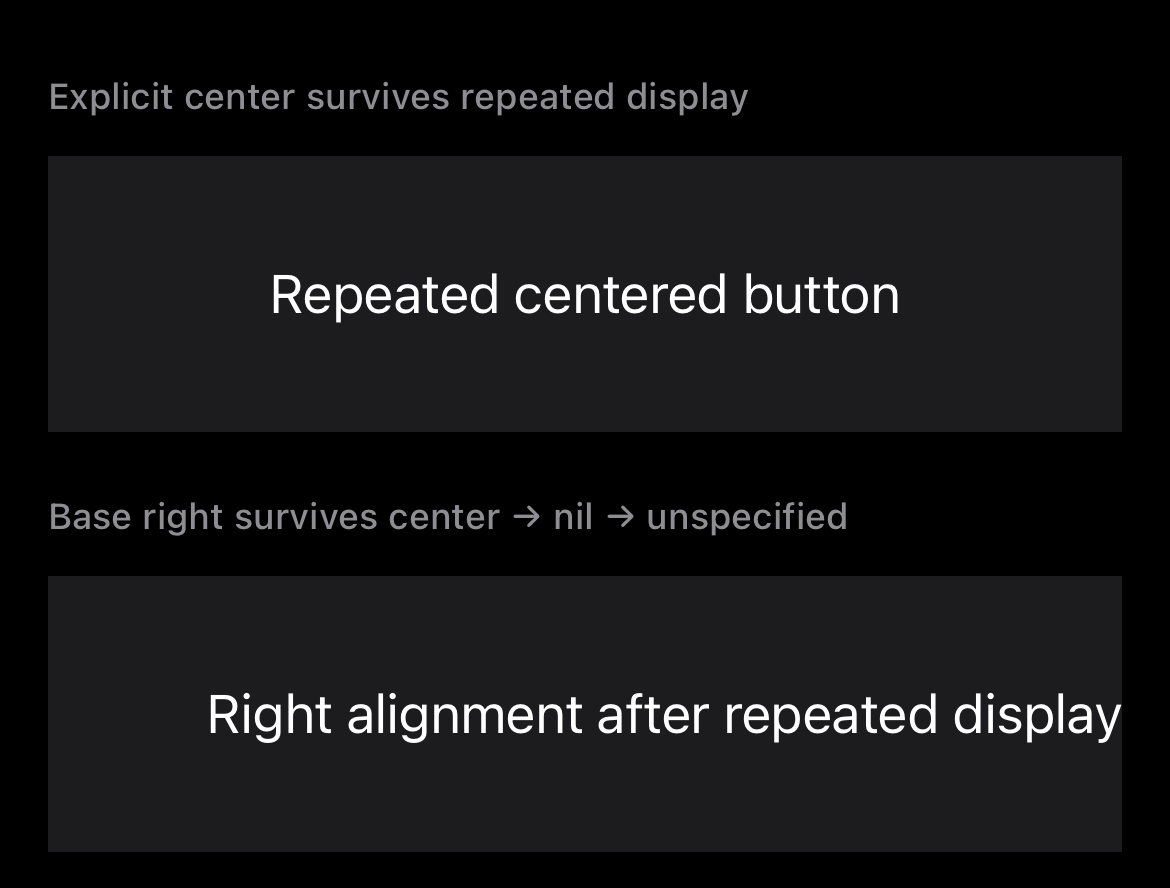 Explicit center survives repeated display
Repeated centered button
Base right survives center → nil → unspecified
Right alignment after repeated display